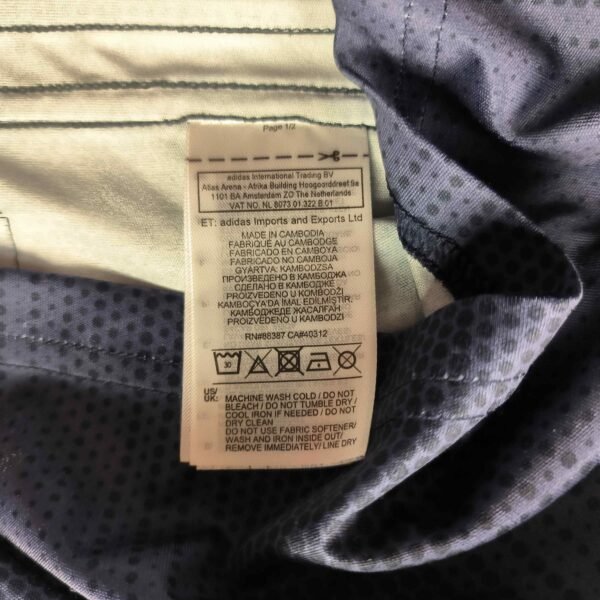 Page 1/2
adidas International Trading BV
Atlas Arena - Afrika Building Hoogoorddreef 9a
1101 BA Amsterdam ZO The Netherlands
VAT NO. NL 8073.01.322.B.01
ET: adidas Imports and Exports Ltd
MADE IN CAMBODIA
FABRIQUÉ AU CAMBODGE
FABRICADO EN CAMBOYA
FABRICADO NO CAMBOJA
GYÁRTVA: KAMBODZSA
ПРОИЗВЕДЕНО В КАМБОДЖА
СДЕЛАНО В КАМБОДЖЕ
PROIZVEDENO U KOMBODŽI
KAMBOÇYA'DA İMAL EDİLMİŞTİR.
КАМБОДЖЕДЕ ЖАСАЛҒАН
PROIZVEDENO U KAMBODŽI
RN#88387 CA#40312
30
US/
UK:
MACHINE WASH COLD / DO NOT
BLEACH / DO NOT TUMBLE DRY /
COOL IRON IF NEEDED / DO NOT
DRY CLEAN
DO NOT USE FABRIC SOFTENER/
WASH AND IRON INSIDE OUT/
REMOVE IMMEDIATELY/ LINE DRY